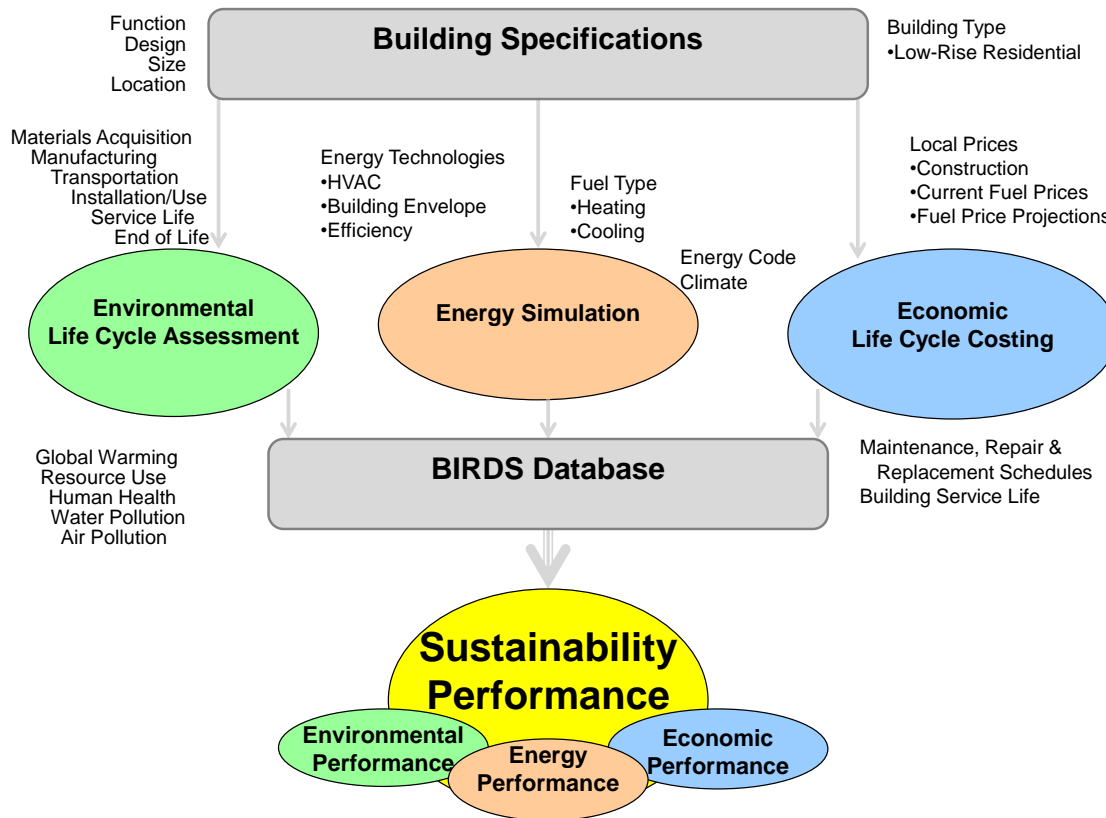 Function
Design
Size
Location
Building Specifications
Building Type
•Low-Rise Residential
Materials Acquisition
Manufacturing
Transportation
Installation/Use
Service Life
End of Life
Energy Technologies
•HVAC
•Building Envelope
•Efficiency
Fuel Type
•Heating
•Cooling
Local Prices
•Construction
•Current Fuel Prices
•Fuel Price Projections
Energy Code
Climate
Environmental
Life Cycle Assessment
Energy Simulation
Economic
Life Cycle Costing
Global Warming
Resource Use
Human Health
Water Pollution
Air Pollution
BIRDS Database
Maintenance, Repair &
Replacement Schedules
Building Service Life
Sustainability
Performance
Environmental
Performance
Energy
Performance
Economic
Performance